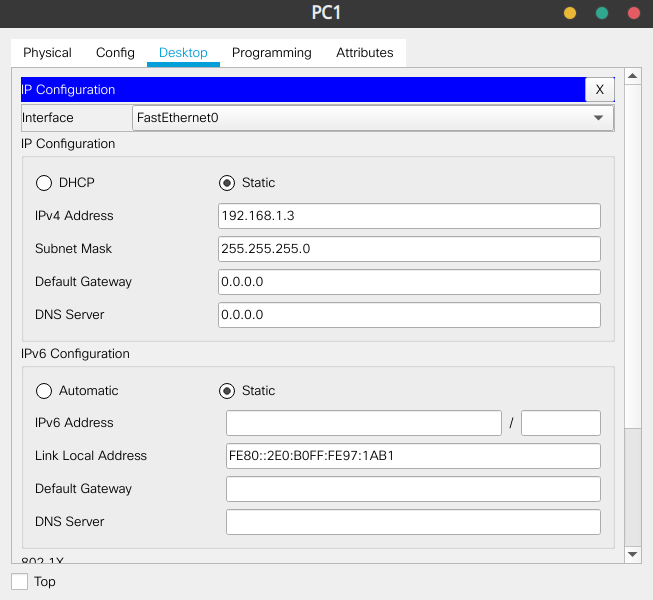 PC1
Physical Config Desktop Programming Attributes
IP Configuration X
Interface FastEthernet0
IP Configuration
DHCP Static
IPv4 Address 192.168.1.3
Subnet Mask 255.255.255.0
Default Gateway 0.0.0.0
DNS Server 0.0.0.0
IPv6 Configuration
Automatic Static
IPv6 Address /
Link Local Address FE80::2E0:B0FF:FE97:1AB1
Default Gateway
DNS Server
802.1X
Top